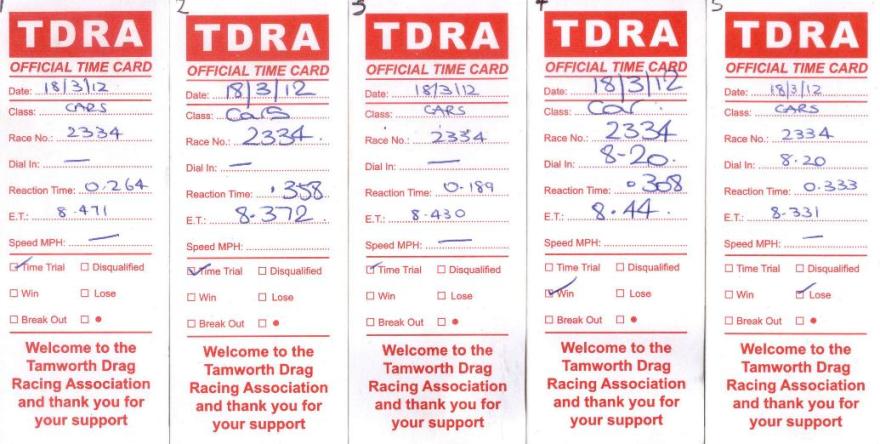 1
TDRA
OFFICIAL TIME CARD
Date: 18/3/12
Class: CARS
Race No.: 2334
Dial In: —
Reaction Time: 0.264
E.T.: 8.471
Speed MPH: —
☑ Time Trial ☐ Disqualified
☐ Win ☐ Lose
☐ Break Out ☐ ●
Welcome to the
Tamworth Drag
Racing Association
and thank you for
your support
2
TDRA
OFFICIAL TIME CARD
Date: 18/3/12
Class: Cars
Race No.: 2334.
Dial In: —
Reaction Time: .358
E.T.: 8.372
Speed MPH:
☑ Time Trial ☐ Disqualified
☐ Win ☐ Lose
☐ Break Out ☐ ●
Welcome to the
Tamworth Drag
Racing Association
and thank you for
your support
3
TDRA
OFFICIAL TIME CARD
Date: 18/3/12
Class: CARS
Race No.: 2334
Dial In: —
Reaction Time: 0.189
E.T.: 8.430
Speed MPH: —
☑ Time Trial ☐ Disqualified
☐ Win ☐ Lose
☐ Break Out ☐ ●
Welcome to the
Tamworth Drag
Racing Association
and thank you for
your support
4
TDRA
OFFICIAL TIME CARD
Date: 18/3/12
Class: Car.
Race No.: 2334
Dial In: 8-20.
Reaction Time: 0308
E.T.: 8.44.
Speed MPH:
☐ Time Trial ☐ Disqualified
☑ Win ☐ Lose
☐ Break Out ☐ ●
Welcome to the
Tamworth Drag
Racing Association
and thank you for
your support
5
TDRA
OFFICIAL TIME CARD
Date: 18/3/12
Class: CARS
Race No.: 2334
Dial In: 8.20
Reaction Time: 0.333
E.T.: 8.331
Speed MPH: —
☐ Time Trial ☐ Disqualified
☐ Win ☑ Lose
☐ Break Out ☐ ●
Welcome to the
Tamworth Drag
Racing Association
and thank you for
your support